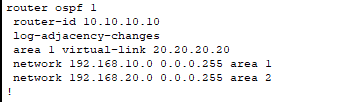 router ospf 1
router-id 10.10.10.10
log-adjacency-changes
area 1 virtual-link 20.20.20.20
network 192.168.10.0 0.0.0.255 area 1
network 192.168.20.0 0.0.0.255 area 2
!